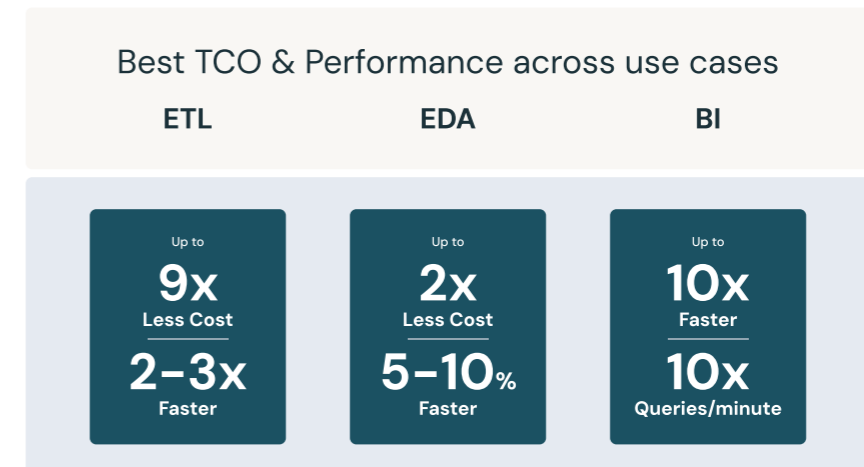 Best TCO & Performance across use cases
ETL
EDA
BI
Up to
9x
Less Cost
2-3x
Faster
Up to
2x
Less Cost
5-10%
Faster
Up to
10x
Faster
10x
Queries/minute